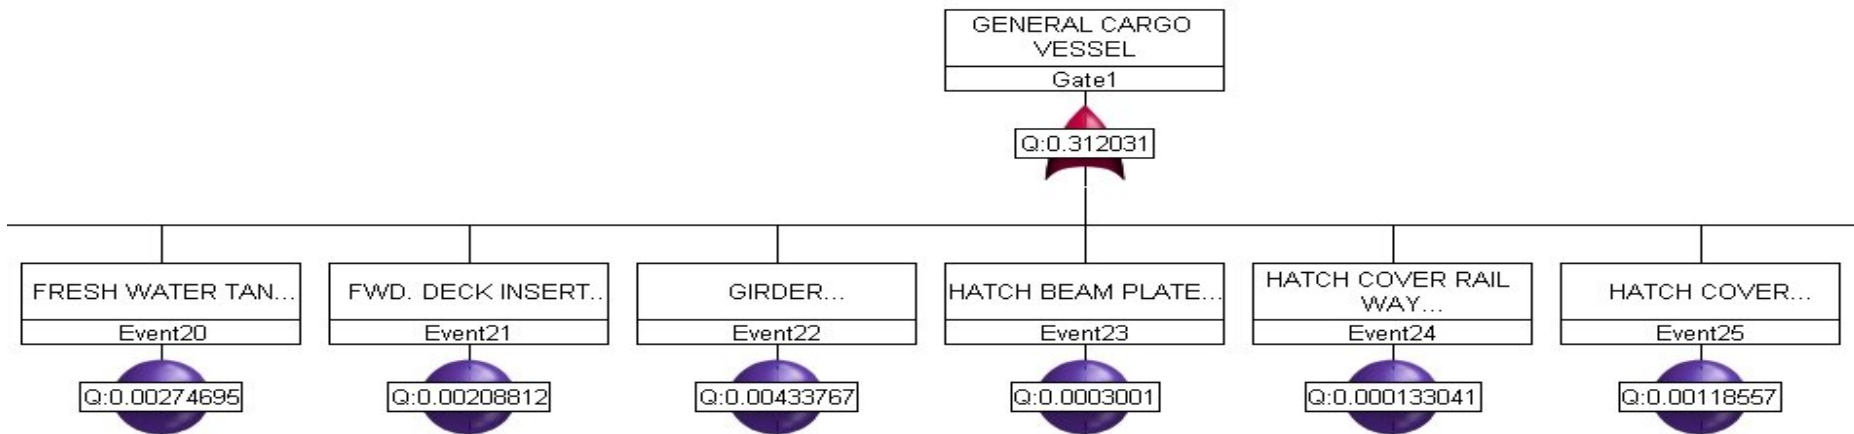 GENERAL CARGO
VESSEL
Gate1
Q:0.312031
FRESH WATER TAN...
Event20
Q:0.00274695
FWD. DECK INSERT..
Event21
Q:0.00208812
GIRDER...
Event22
Q:0.00433767
HATCH BEAM PLATE...
Event23
Q:0.0003001
HATCH COVER RAIL
WAY...
Event24
Q:0.000133041
HATCH COVER...
Event25
Q:0.00118557